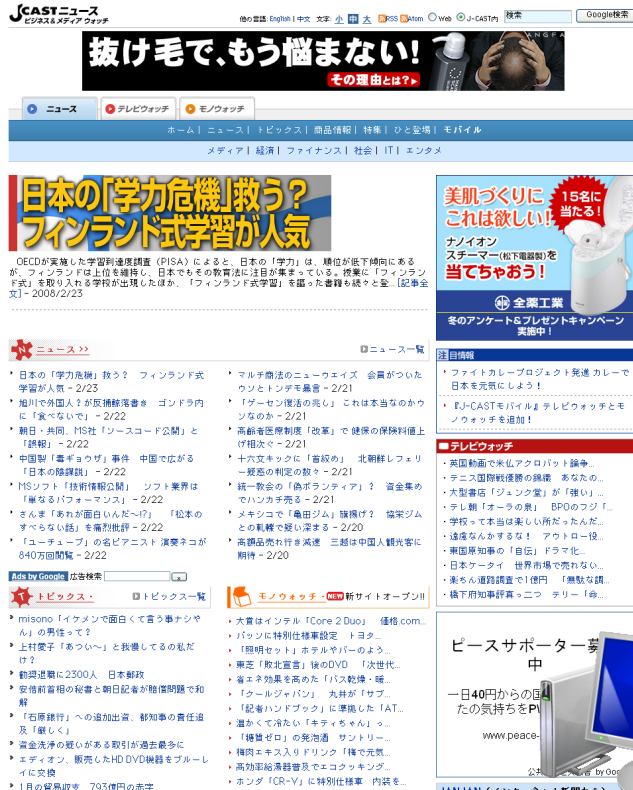 J-CASTニュース
ビジネス&メディア ウォッチ
他の言語: English | 中文 文字: 小 中 大 RSS Atom Web J-CAST内 検索 Google検索
抜け毛で、もう悩まない!
その理由とは?
ANGFA
ニュース テレビウォッチ モノウォッチ
ホーム | ニュース | トピックス | 商品情報 | 特集 | ひと登場 | モバイル
メディア | 経済 | ファイナンス | 社会 | IT | エンタメ
日本の「学力危機」救う?
フィンランド式学習が人気
OECDが実施した学習到達度調査(PISA)によると、日本の「学力」は、順位が低下傾向にある
が、フィンランドは上位を維持し、日本でもその教育法に注目が集まっている。授業に「フィンラン
ド式」を取り入れる学校が出現したほか、「フィンランド式学習」を謳った書籍も続々と登... [記事全
文] - 2008/2/23
美肌づくりに
これは欲しい!
15名に
当たる!
ナノイオン
スチーマー(松下電器製)を
当てちゃおう!
全薬工業
冬のアンケート&プレゼントキャンペーン
実施中!
ニュース >>
ニュース一覧
日本の「学力危機」救う? フィンランド式
学習が人気 - 2/23
旭川で外国人?が反捕鯨落書き ゴンドラ内
に「食べないで」 - 2/22
朝日・共同、MS社「ソースコード公開」と
「誤報」 - 2/22
中国製「毒ギョウザ」事件 中国で広がる
「日本の陰謀説」 - 2/22
MSソフト「技術情報公開」 ソフト業界は
「単なるパフォーマンス」 - 2/22
さんま「あれが面白いんだ~!?」 「松本の
すべらない話」を痛烈批評 - 2/22
「ユーチューブ」の名ピアニスト 演奏ネコが
840万回閲覧 - 2/22
マルチ商法のニューウエイズ 会員がついた
ウソとトンデモ暴言 - 2/21
「ゲーセン復活の兆し」 これは本当なのかウ
ソなのか - 2/21
高齢者医療制度「改革」で 健保の保険料値上
げ相次ぐ - 2/21
十六文キックに「首絞め」 北朝鮮レフェリ
ー疑惑の判定の数々 - 2/21
統一教会の「偽ボランティア」? 資金集め
でハンカチ売る - 2/21
メキシコで「亀田ジム」旗揚げ? 協栄ジム
との軋轢で疑い深まる - 2/20
高額品売れ行き減速 三越は中国人観光客に
期待 - 2/20
注目情報
ファイトカレープロジェクト発進 カレーで
日本を元気にしよう!
『J-CASTモバイル』テレビウォッチとモ
ノウォッチを追加!
テレビウォッチ
・英国動画で米仏アクロバット論争...
・テニス国際戦優勝の錦織 あなたの...
・大型書店「ジュンク堂」が「強い」...
・テレ朝「オーラの泉」 BPOのフジ「...
・学校って本当は楽しい所だったんだ...
・遠慮なんかするな! アウトロー役...
・東国原知事の「自伝」ドラマ化...
・日本ケータイ 世界市場で売れない...
・楽ちん道路調査で1億円 「無駄な調...
・橋下府知事評真っ二つ テリー「命...
Ads by Google 広告検索
トピックス・
トピックス一覧
misono「イケメンで面白くて言う事ナシや
ん」の男性って?
上村愛子「あつい~」と我慢してるの私だ
け?
勧奨退職に2300人 日本郵政
安倍前首相の秘書と朝日記者が賠償問題で和
解
「石原銀行」への追加出資、都知事の責任追
及「厳しく」
資金洗浄の疑いがある取引が過去最多に
エディオン、販売したHD DVD機器をブルーレ
イに交換
1月の貿易収支 793億円の赤字
モノウォッチ・ NEW 新サイトオープン!!
大賞はインテル「Core 2 Duo」 価格.com...
バッソに特別仕様車設定 トヨタ...
「照明セット」ホテルやバーのよう...
東芝「敗北宣言」後のDVD 「次世代...
省エネ効果を高めた「バス乾燥・暖...
「クールジャパン」 丸井が「サブ...
「記者ハンドブック」に準拠した「AT...
温かくて冷たい「キティちゃん」っ...
「糖質ゼロ」の発泡酒 サントリー...
梅肉エキス入りドリンク「梅で元気...
高効率給湯器普及でエコクッキング...
ホンダ「CR-V」に特別仕様車 内装を...
ピースサポーター募
中
一日40円からの国
たの気持ちをP
www.peace-
by Goo